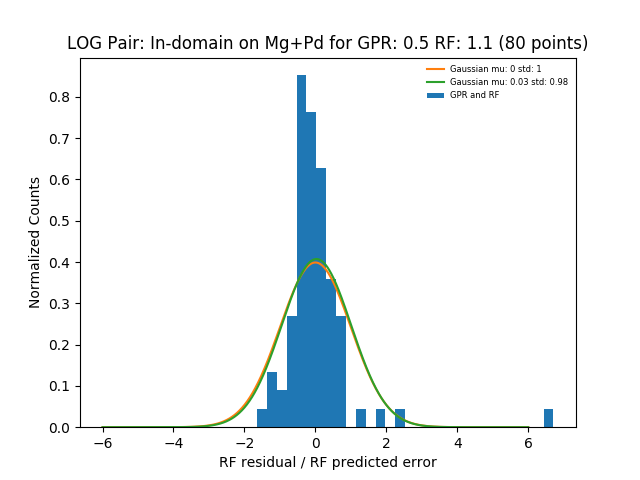 LOG Pair: In-domain on Mg+Pd for GPR: 0.5 RF: 1.1 (80 points)
Gaussian mu: 0 std: 1
Gaussian mu: 0.03 std: 0.98
GPR and RF
Normalized Counts
0.8
0.7
0.6
0.5
0.4
0.3
0.2
0.1
0.0
−6 −4 −2 0 2 4 6
RF residual / RF predicted error